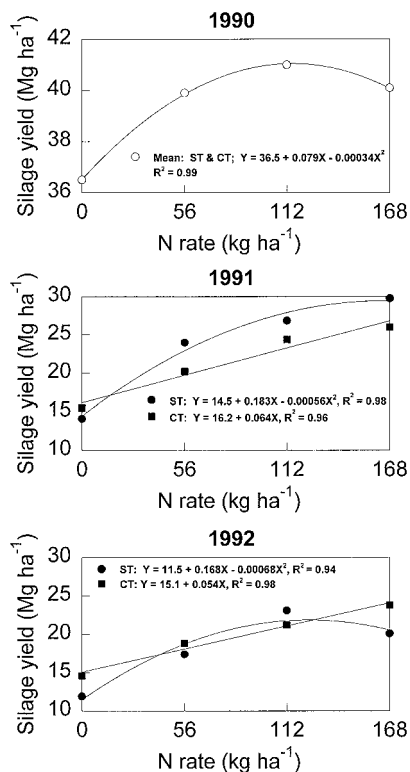 1990
Silage yield (Mg ha⁻¹)
42
40
38
36
Mean: ST & CT; Y = 36.5 + 0.079X - 0.00034X²
R² = 0.99
0 56 112 168
N rate (kg ha⁻¹)
1991
Silage yield (Mg ha⁻¹)
30
25
20
15
10
ST: Y = 14.5 + 0.183X - 0.00056X², R² = 0.98
CT: Y = 16.2 + 0.064X, R² = 0.96
0 56 112 168
N rate (kg ha⁻¹)
1992
Silage yield (Mg ha⁻¹)
30
25
20
15
10
ST: Y = 11.5 + 0.168X - 0.00068X², R² = 0.94
CT: Y = 15.1 + 0.054X, R² = 0.98
0 56 112 168
N rate (kg ha⁻¹)